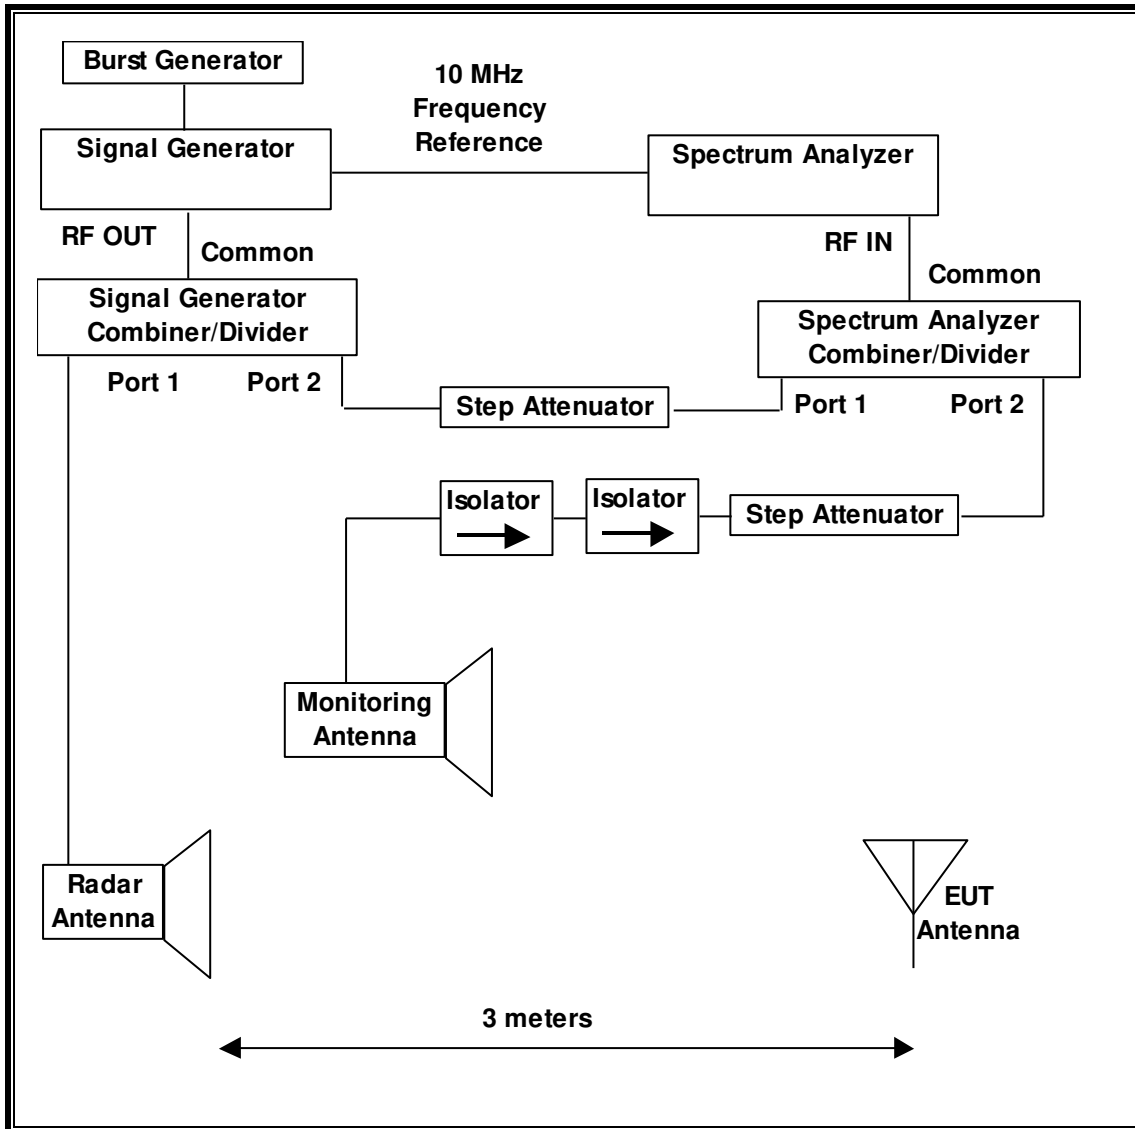 Burst Generator
10 MHz
Frequency
Reference
Signal Generator
Spectrum Analyzer
RF OUT
Common
RF IN
Common
Signal Generator
Combiner/Divider
Spectrum Analyzer
Combiner/Divider
Port 1
Port 2
Step Attenuator
Port 1
Port 2
Isolator
Isolator
Step Attenuator
Monitoring
Antenna
Radar
Antenna
EUT
Antenna
3 meters